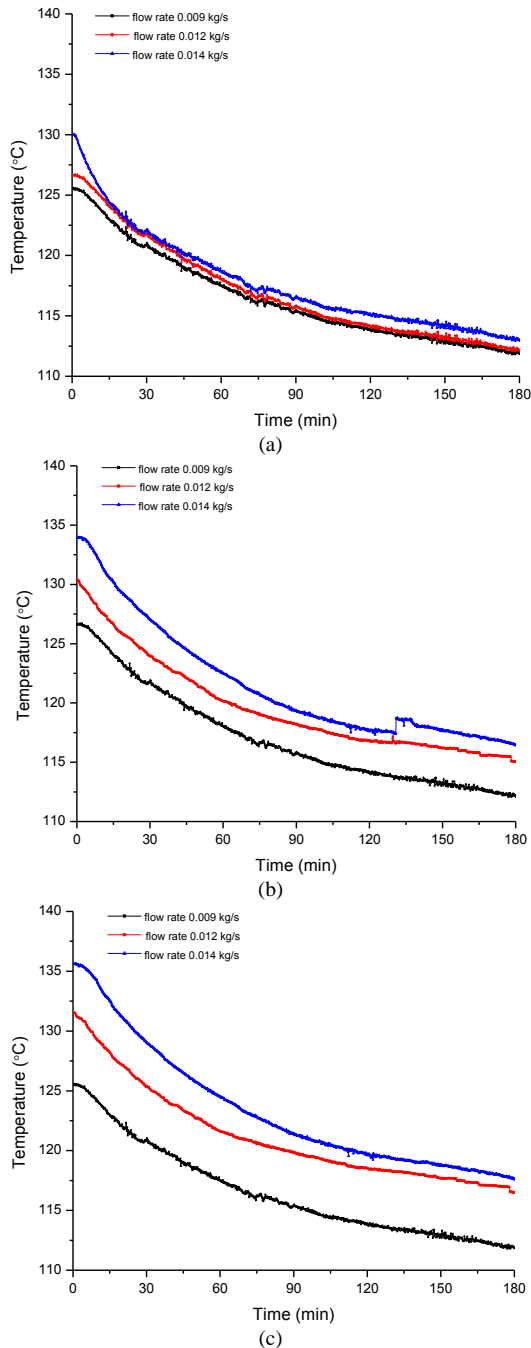 flow rate 0.009 kg/s
flow rate 0.012 kg/s
flow rate 0.014 kg/s
140
135
130
125
120
115
110
Temperature (°C)
0 30 60 90 120 150 180
Time (min)
(a)
flow rate 0.009 kg/s
flow rate 0.012 kg/s
flow rate 0.014 kg/s
140
135
130
125
120
115
110
Temperature (°C)
0 30 60 90 120 150 180
Time (min)
(b)
flow rate 0.009 kg/s
flow rate 0.012 kg/s
flow rate 0.014 kg/s
140
135
130
125
120
115
110
Temperature (°C)
0 30 60 90 120 150 180
Time (min)
(c)